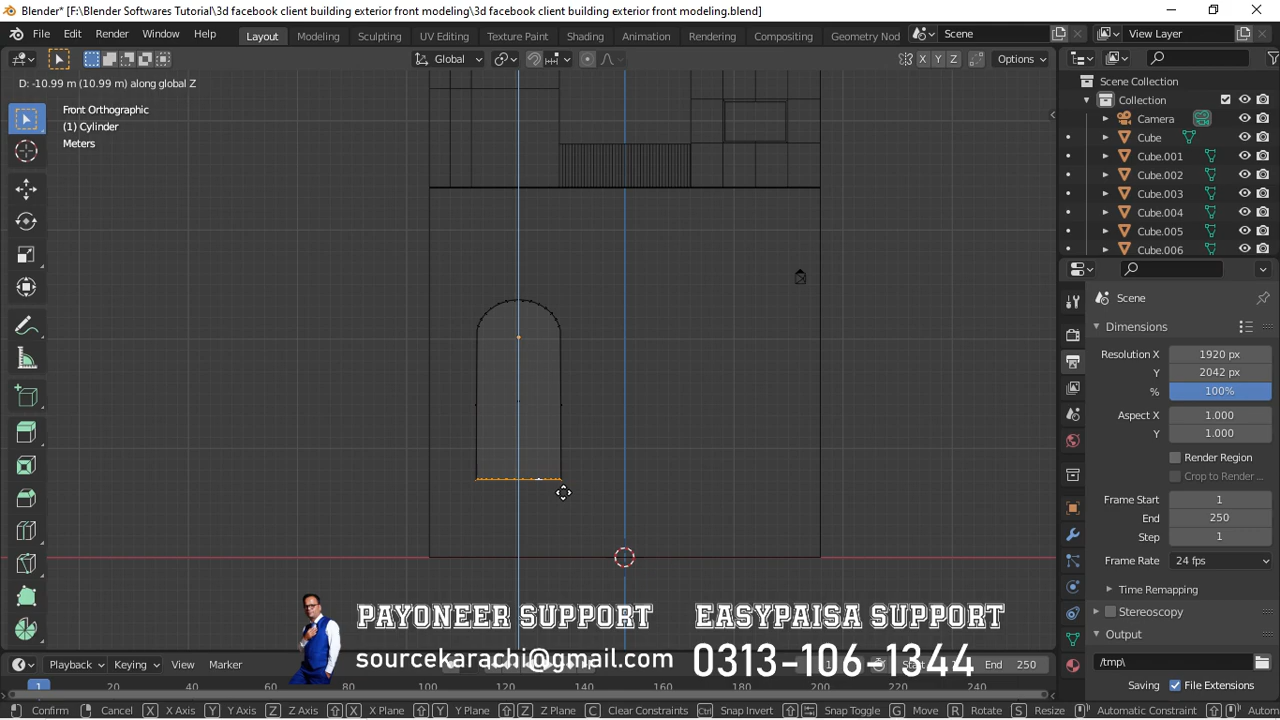 Blender* [F:\Blender Softwares Tutorial\3d facebook client building exterior front modeling\3d facebook client building exterior front modeling.blend]
File Edit Render Window Help Layout Modeling Sculpting UV Editing Texture Paint Shading Animation Rendering Compositing Geometry Nod Scene View Layer
Global X Y Z Options
D: -10.99 m (10.99 m) along global Z
Front Orthographic
(1) Cylinder
Meters
Scene Collection
Collection
Camera
Cube
Cube.001
Cube.002
Cube.003
Cube.004
Cube.005
Cube.006
Scene
Dimensions
Resolution X 1920 px
Y 2042 px
% 100%
Aspect X 1.000
Y 1.000
Render Region
Crop to Render ...
Frame Start 1
End 250
Step 1
Frame Rate 24 fps
Time Remapping
Stereoscopy
Output
/tmp\
Saving File Extensions
PAYONEER SUPPORT EASYPAISA SUPPORT
sourcekarachi@gmail.com 0313-106-1344
Playback Keying View Marker Start End 250
1 20 40 60 80 100 120 140 160 180 200 220 240
Confirm Cancel X X Axis Y Y Axis Z Z Axis X X Plane Y Y Plane Z Z Plane C Clear Constraints Ctrl Snap Invert Snap Toggle G Move R Rotate S Resize Automatic Constraint Autom